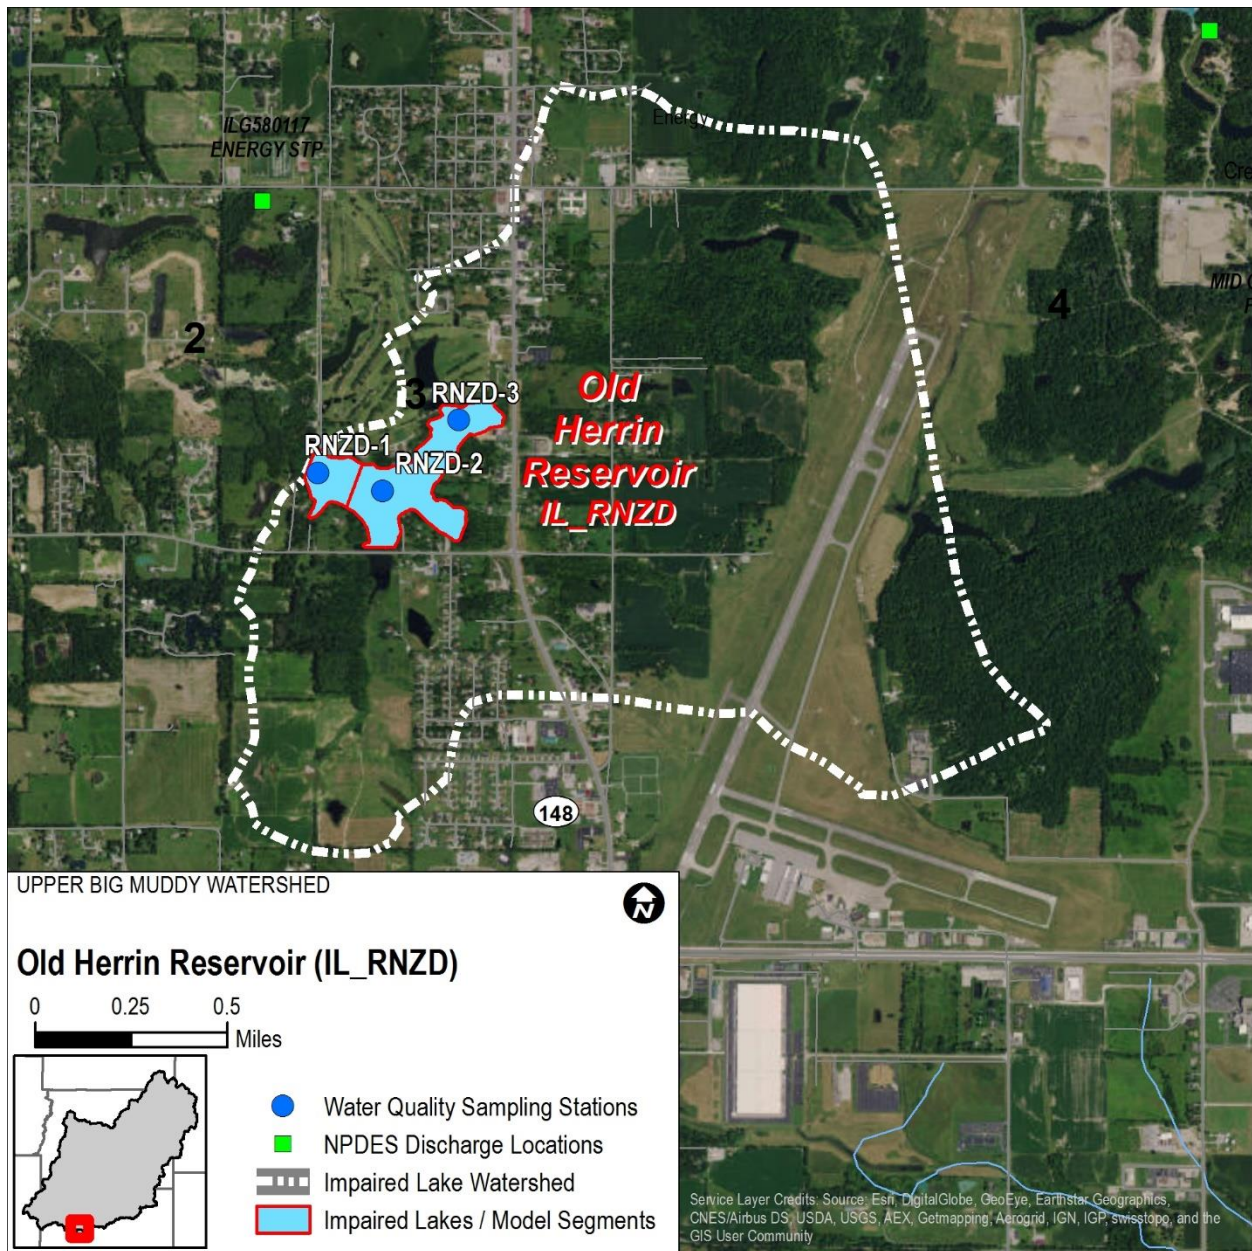 Energy
ILG580117
ENERGY STP
Cre
MID
2
4
3
RNZD-3
RNZD-1
RNZD-2
Old
Herrin
Reservoir
IL_RNZD
148
UPPER BIG MUDDY WATERSHED
N
Old Herrin Reservoir (IL_RNZD)
0 0.25 0.5
Miles
Water Quality Sampling Stations
NPDES Discharge Locations
Impaired Lake Watershed
Impaired Lakes / Model Segments
Service Layer Credits: Source: Esri, DigitalGlobe, GeoEye, Earthstar Geographics,
CNES/Airbus DS, USDA, USGS, AEX, Getmapping, Aerogrid, IGN, IGP, swisstopo, and the
GIS User Community